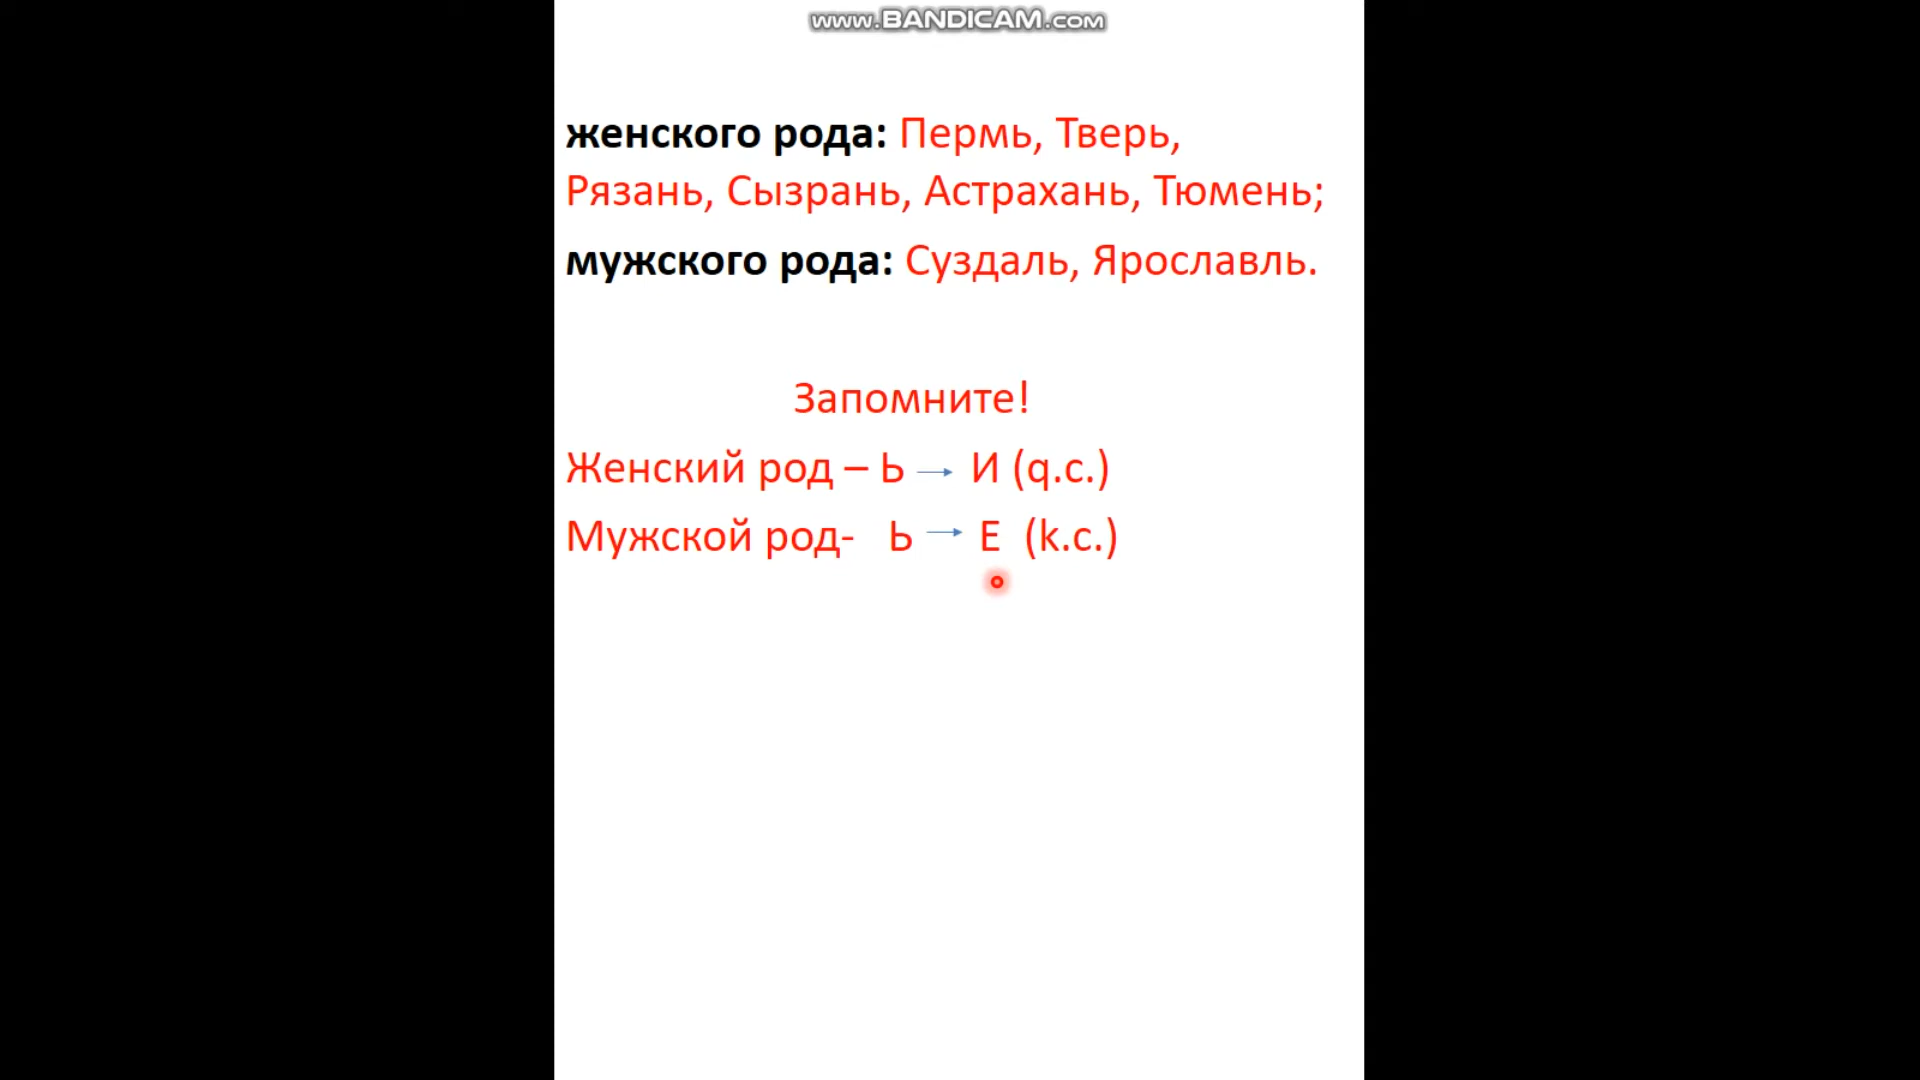 www.BANDICAM.com
женского рода: Пермь, Тверь,
Рязань, Сызрань, Астрахань, Тюмень;
мужского рода: Суздаль, Ярославль.
Запомните!
Женский род – Ь → И (q.c.)
Мужской род- Ь → Е (k.c.)